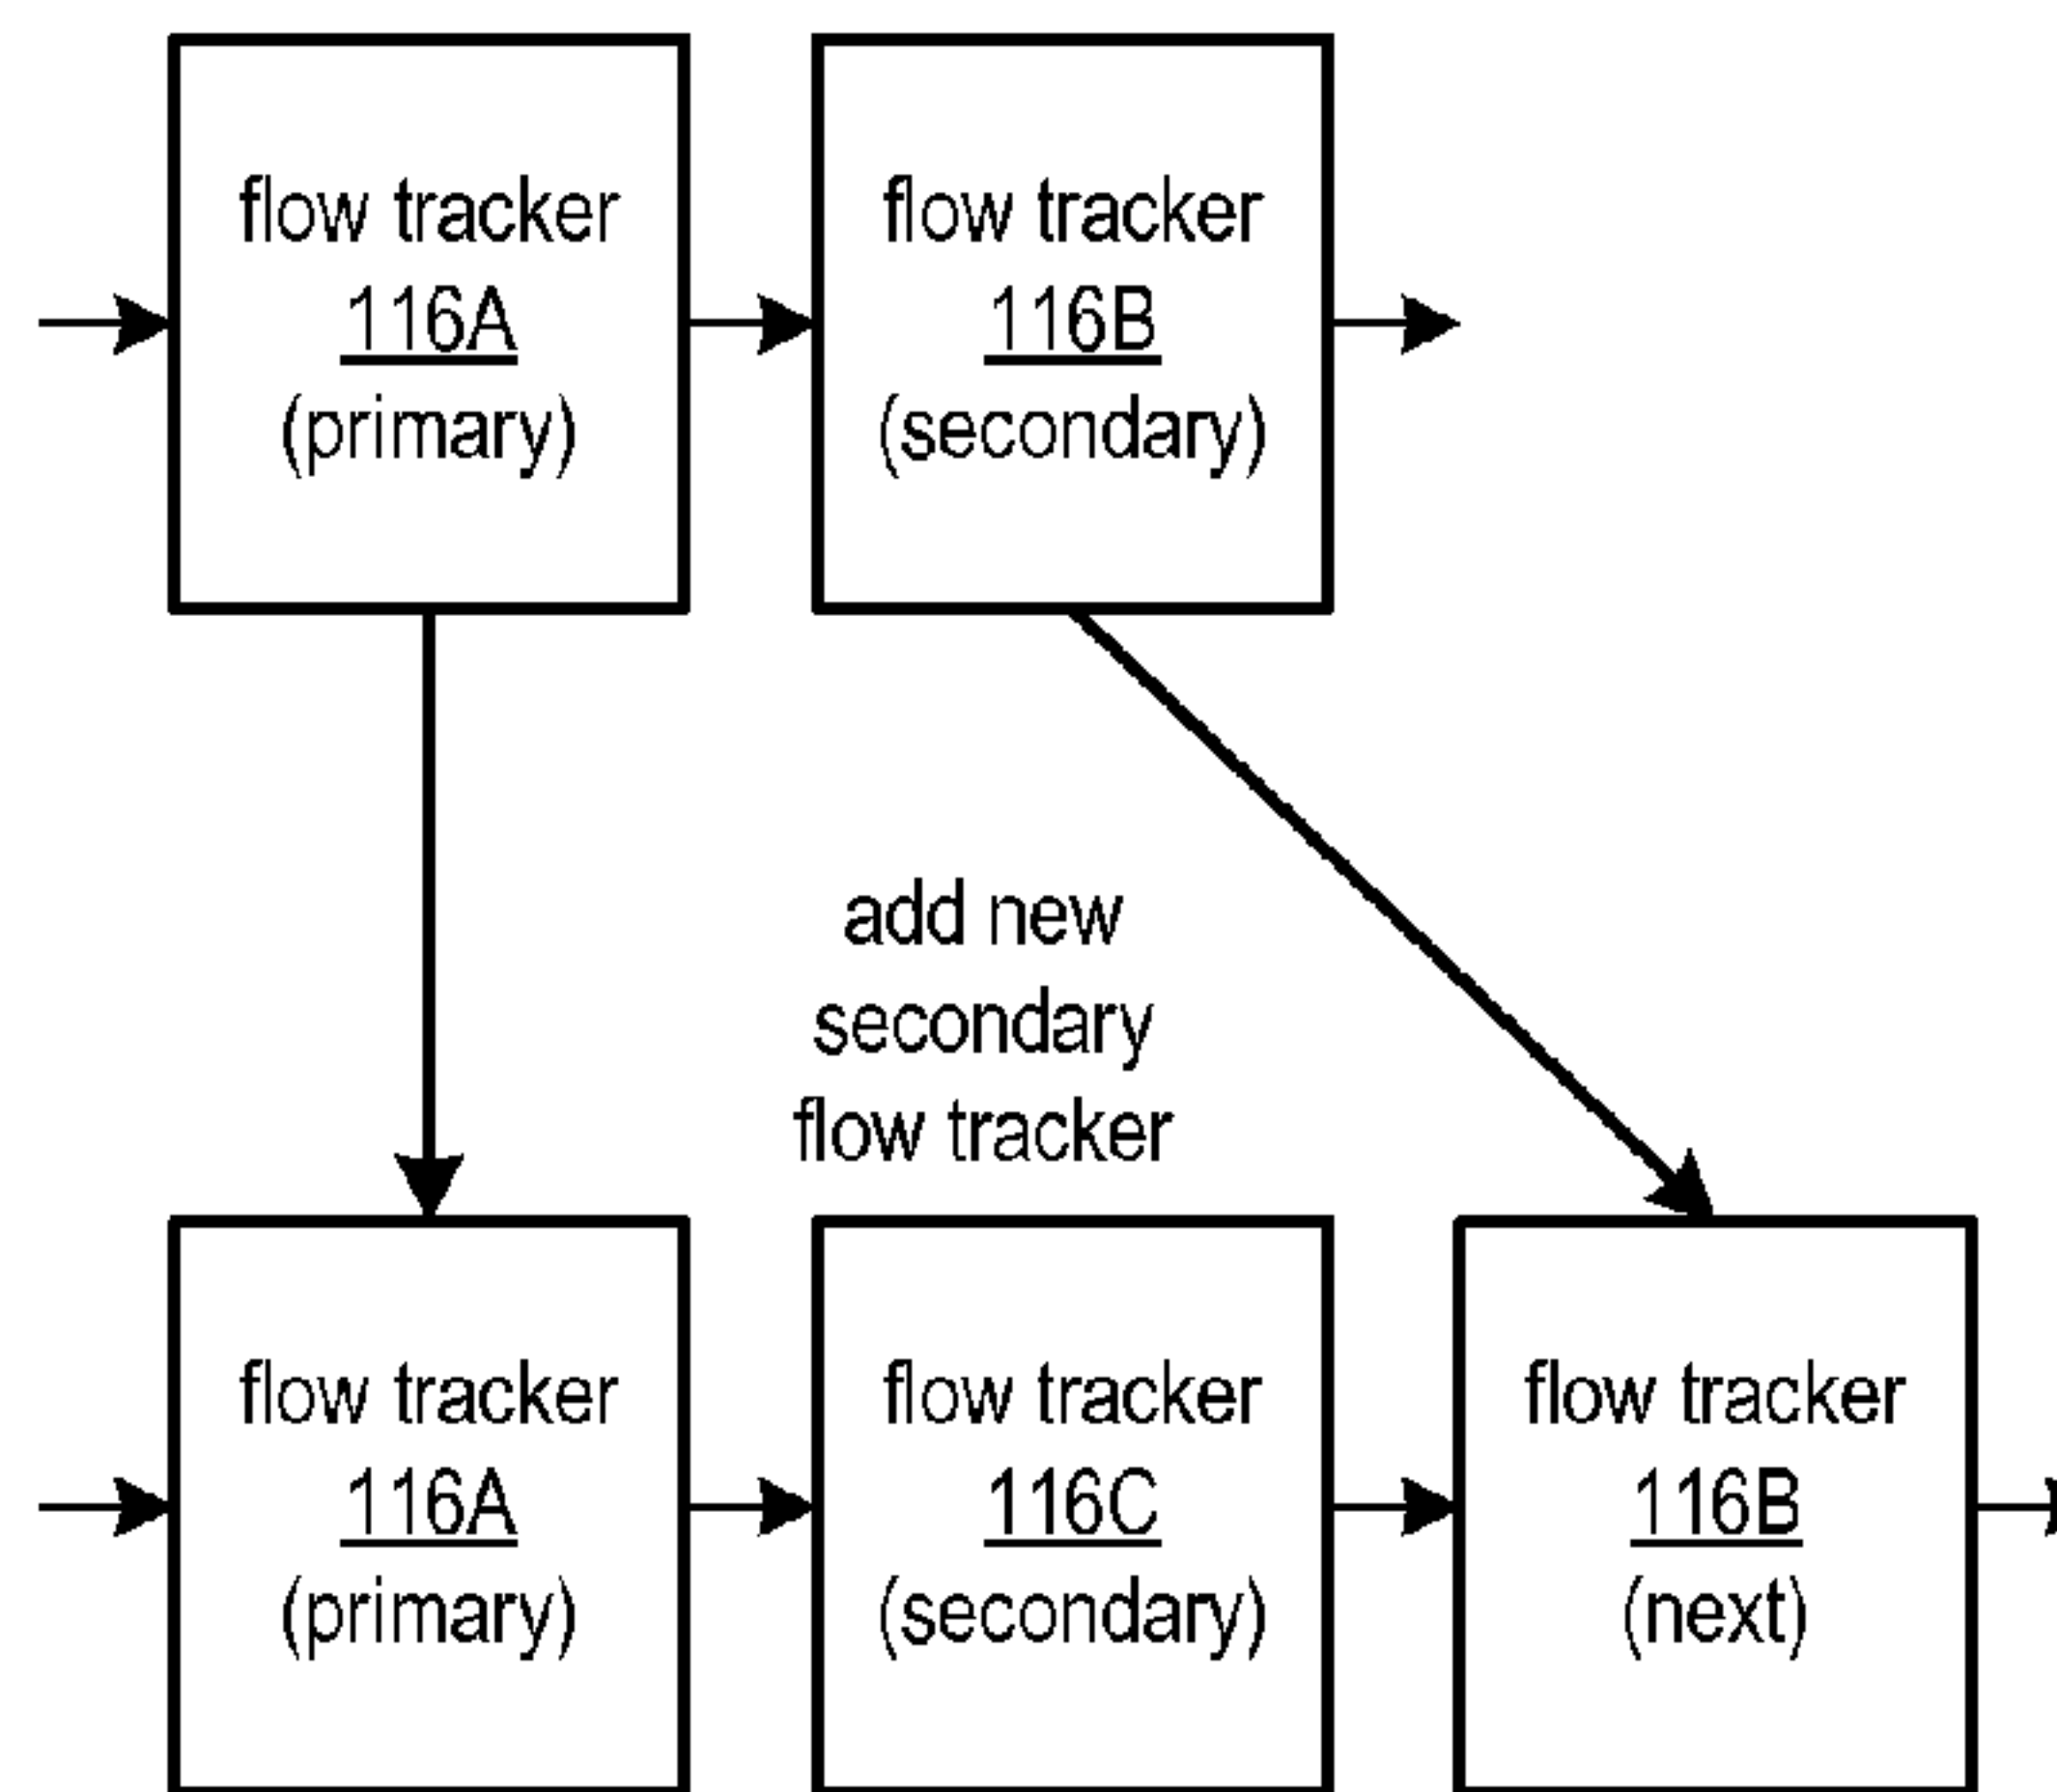 flow tracker
116A
(primary)
flow tracker
116B
(secondary)
add new
secondary
flow tracker
flow tracker
116A
(primary)
flow tracker
116C
(secondary)
flow tracker
116B
(next)